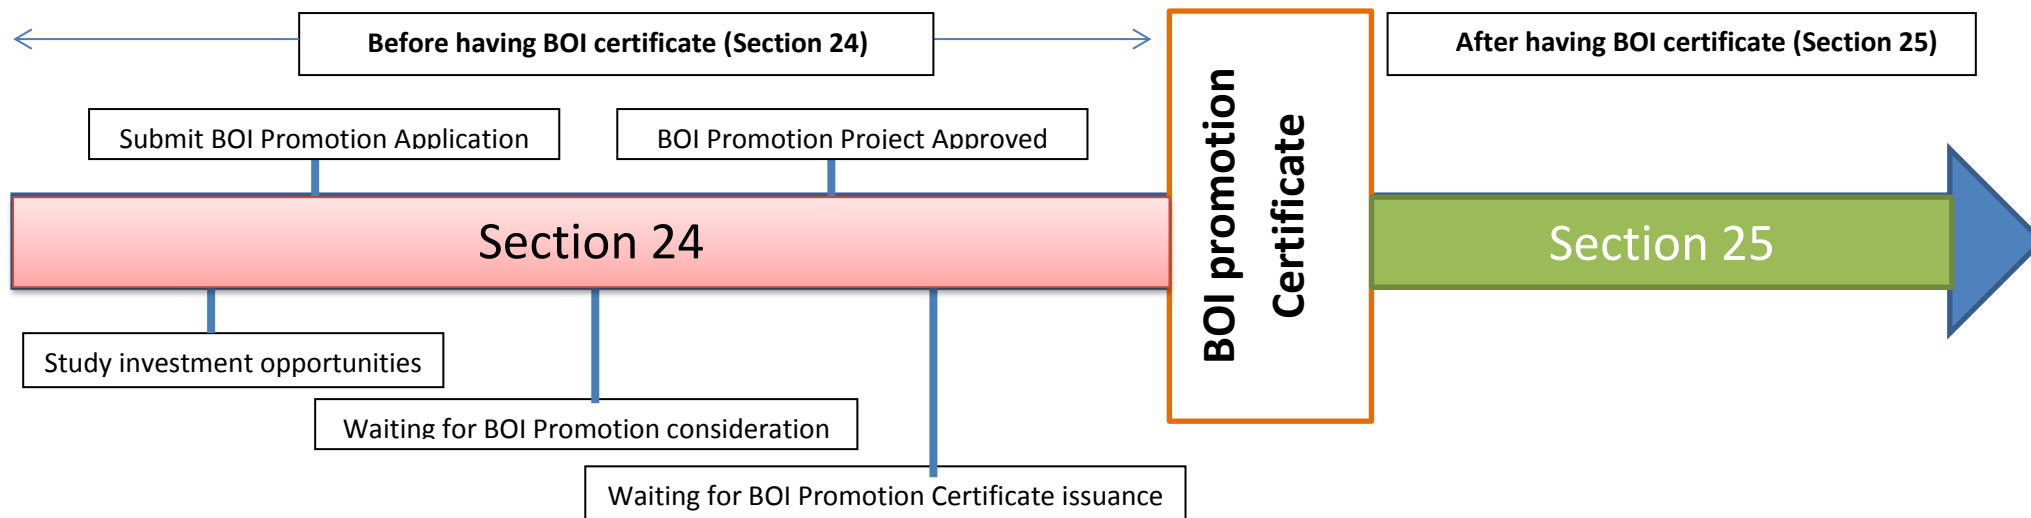 Before having BOI certificate (Section 24)
After having BOI certificate (Section 25)
Submit BOI Promotion Application
BOI Promotion Project Approved
BOI promotion
Certificate
Section 24
Section 25
Study investment opportunities
Waiting for BOI Promotion consideration
Waiting for BOI Promotion Certificate issuance